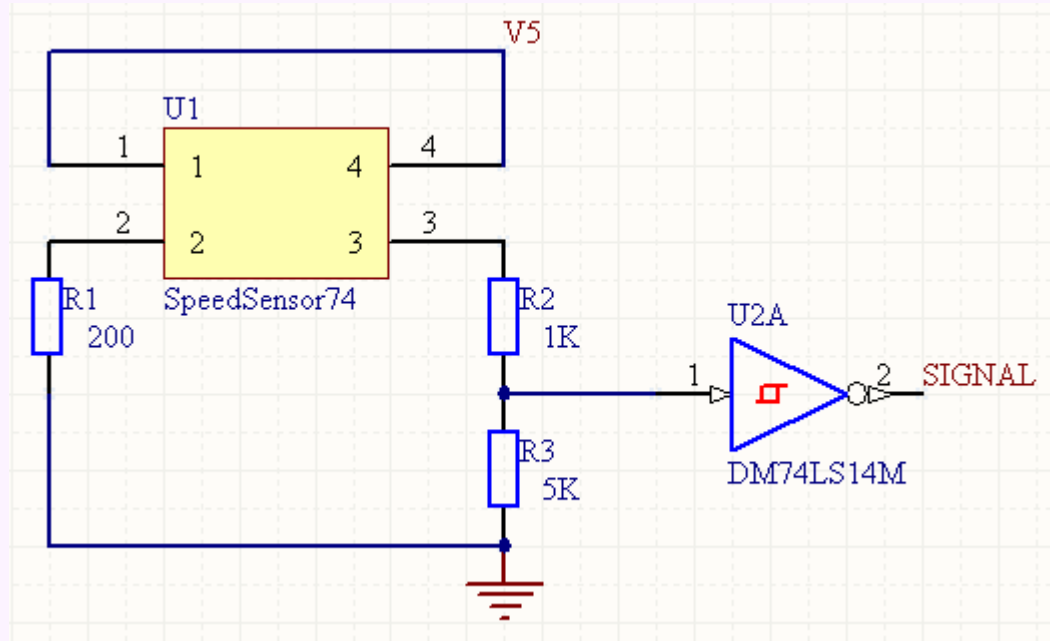 V5
U1
1
1
4
4
2
2
3
3
R1
200
SpeedSensor74
R2
1K
U2A
1
2
SIGNAL
R3
5K
DM74LS14M